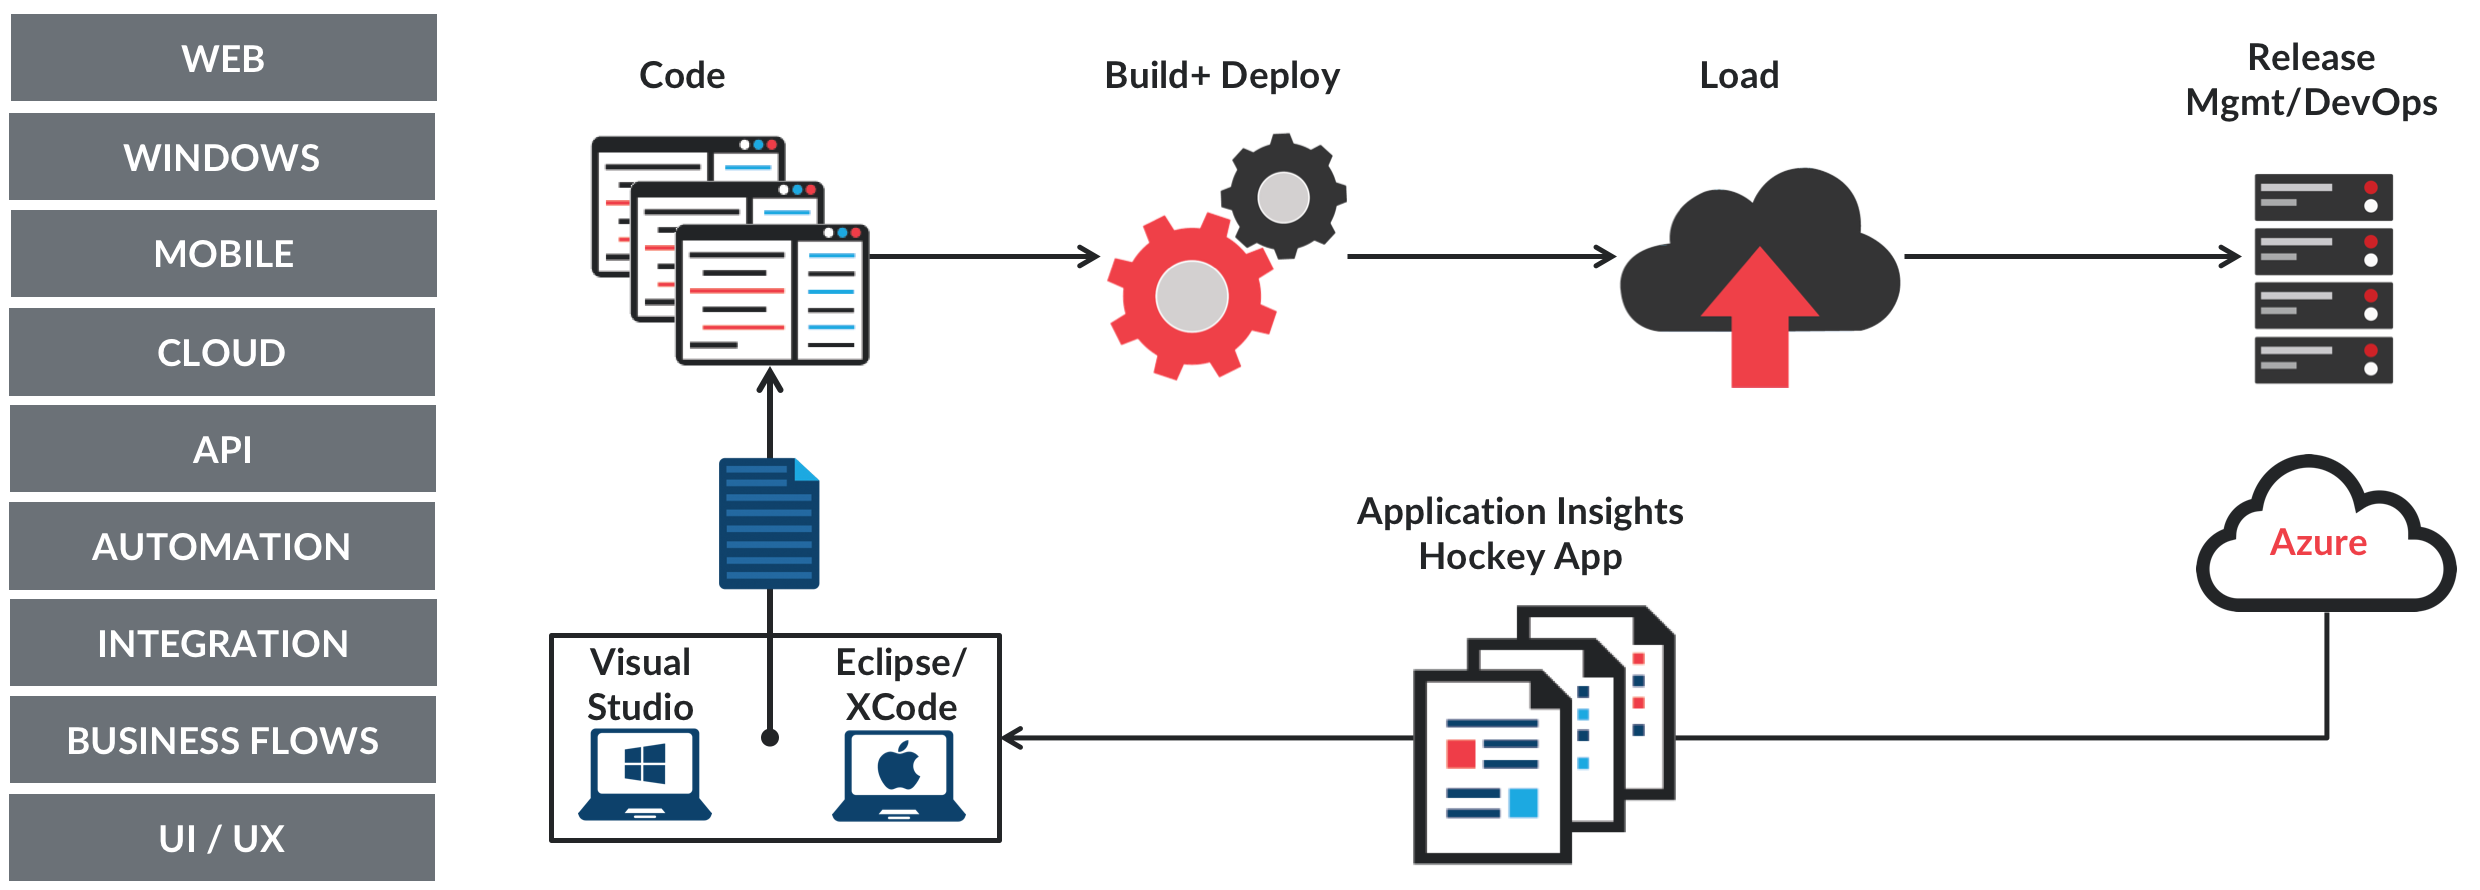 WEB
WINDOWS
MOBILE
CLOUD
API
AUTOMATION
INTEGRATION
BUSINESS FLOWS
UI / UX
Code
Build+ Deploy
Load
Release
Mgmt/DevOps
Application Insights
Hockey App
Azure
Visual
Studio
Eclipse/
XCode